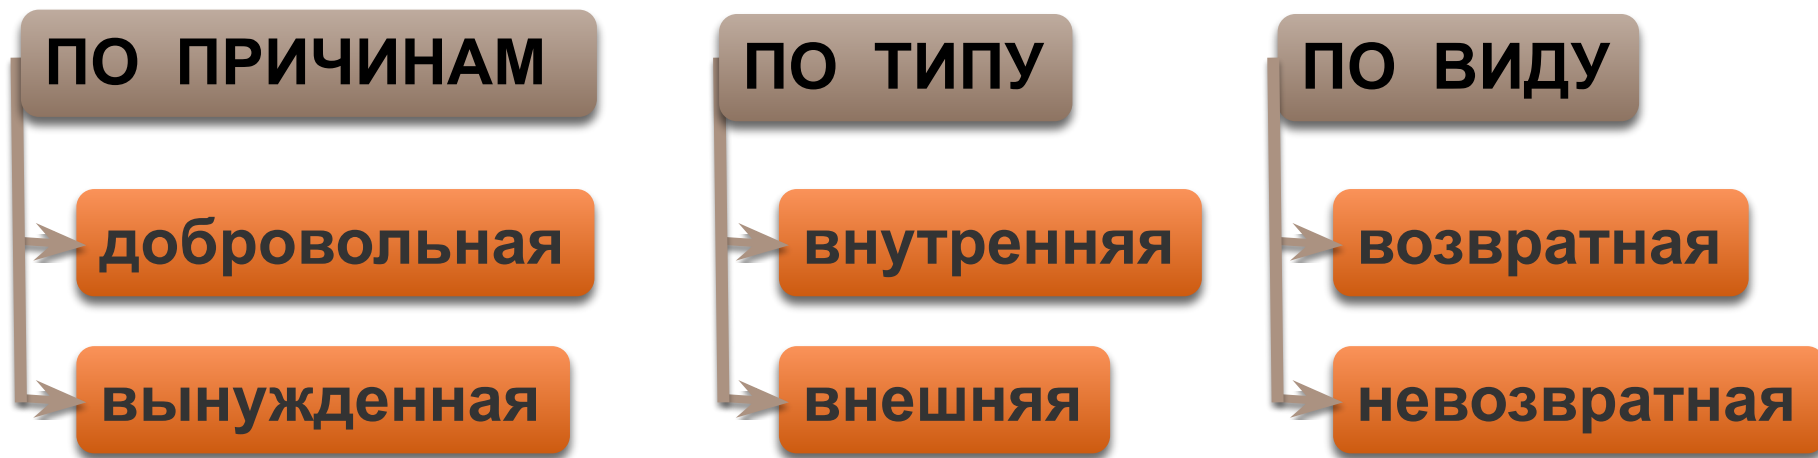 ПО ПРИЧИНАМ
добровольная
вынужденная
ПО ТИПУ
внутренняя
внешняя
ПО ВИДУ
возвратная
невозвратная